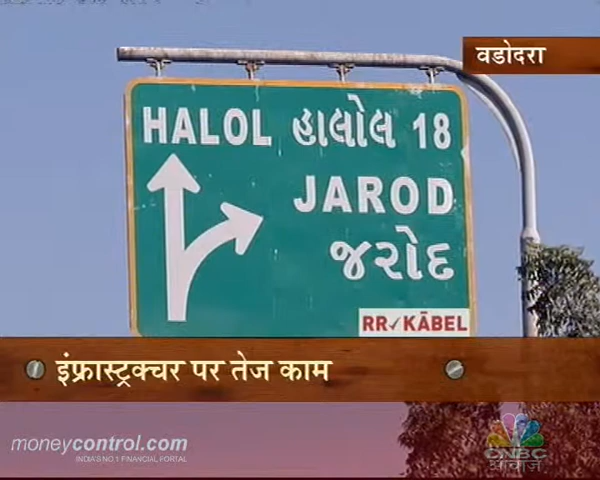 वडोदरा
HALOL હાલોલ 18
JAROD
જરોદ
RR KĀBEL
इंफ्रास्ट्रक्चर पर तेज काम
moneycontrol.com
INDIA'S NO.1 FINANCIAL PORTAL
CNBC
आवाज़